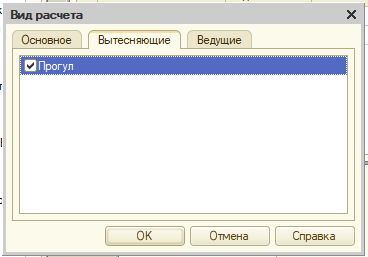 Вид расчета
Основное Вытесняющие Ведущие
Прогул
OK Отмена Справка